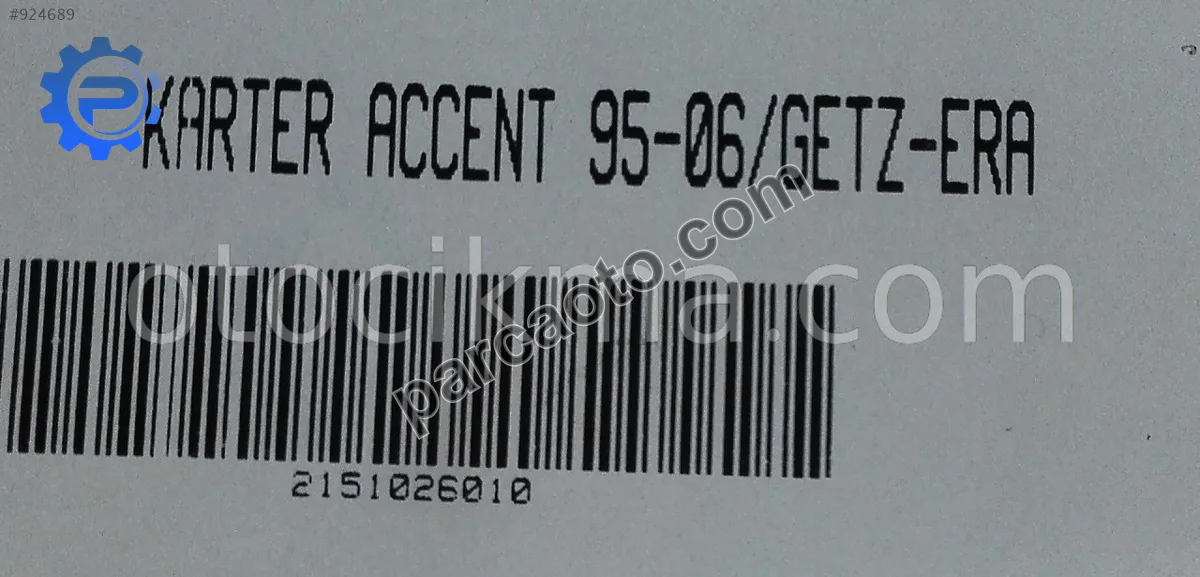 #924689
KARTER ACCENT 95-06/GETZ-ERA
otocikma.com
parcaoto.com
2151026010